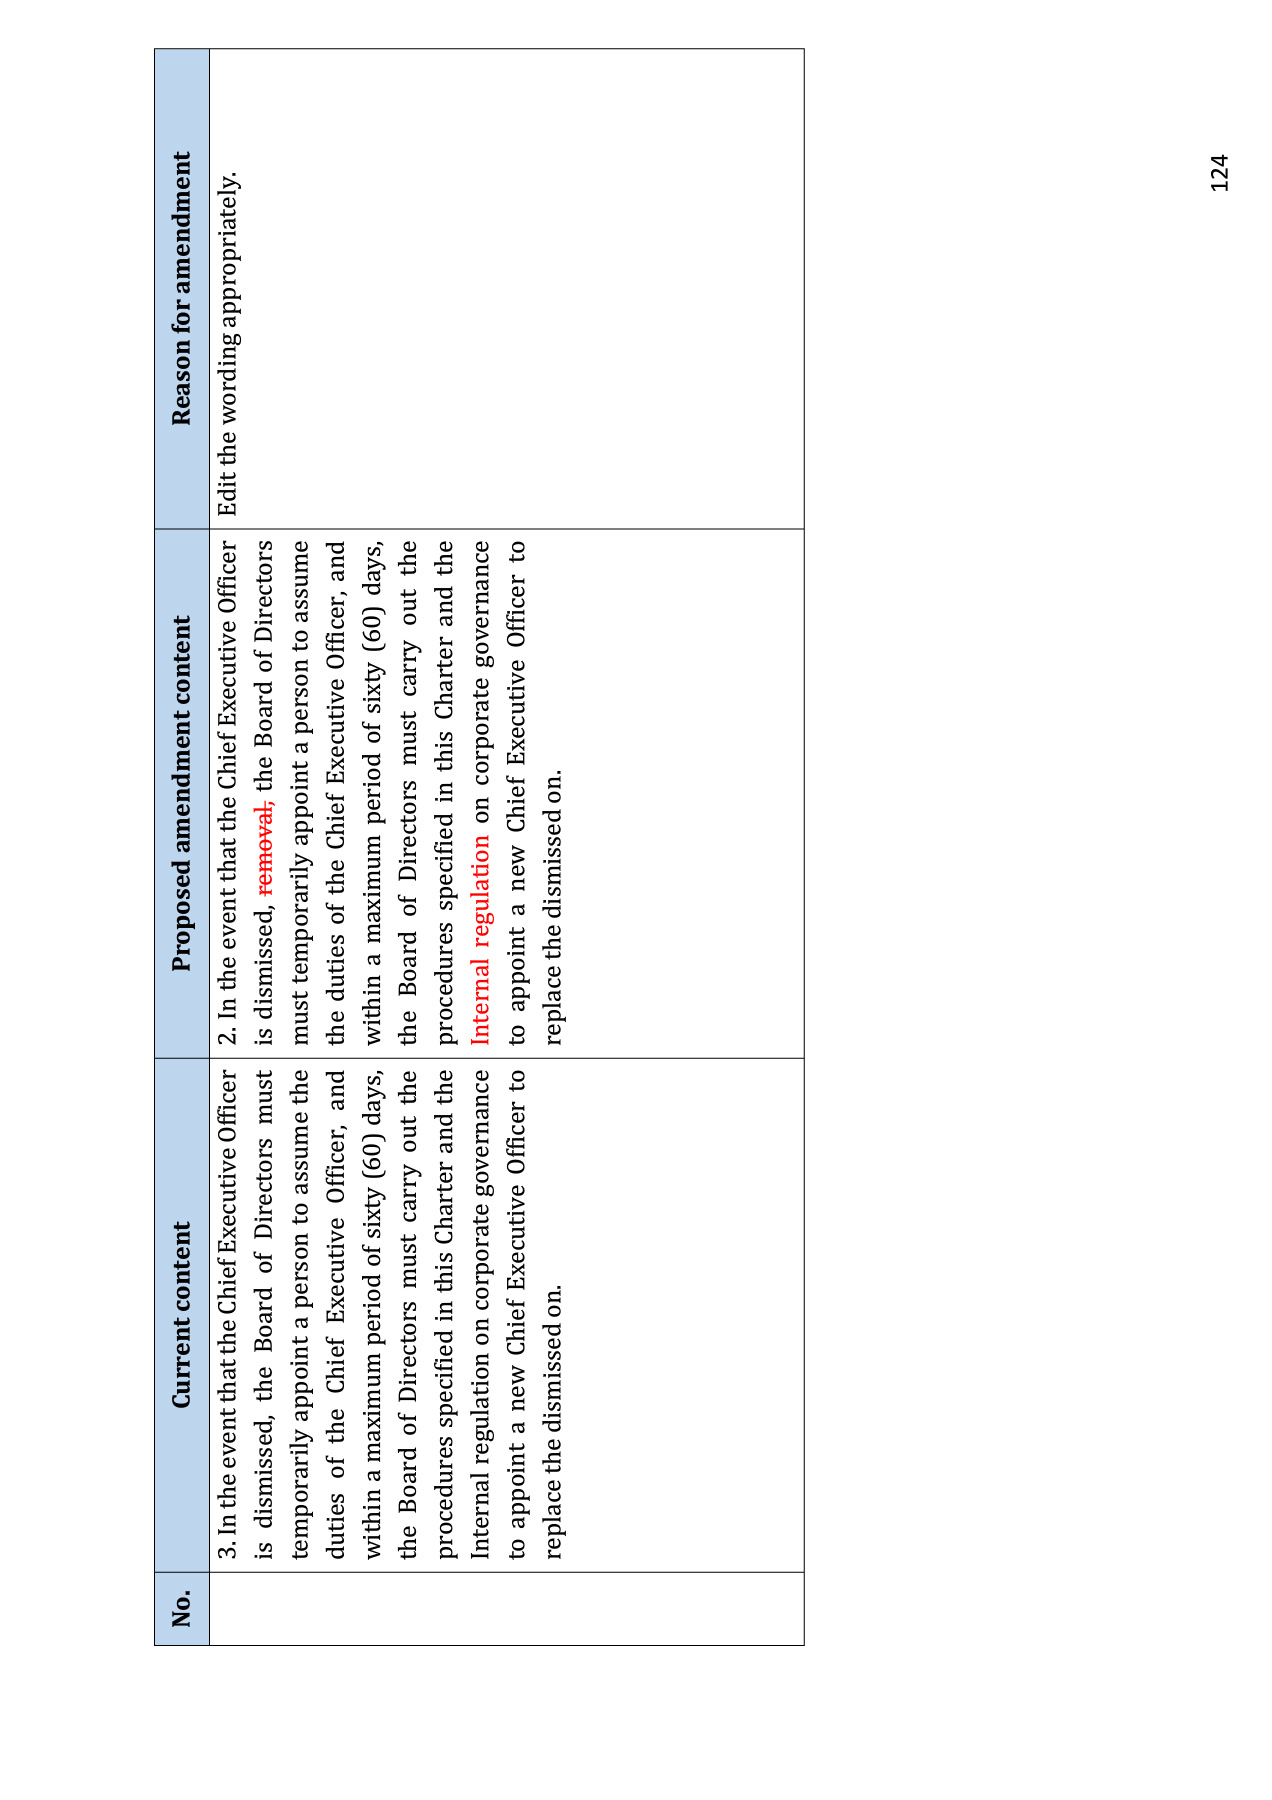 No.
Current content
Proposed amendment content
Reason for amendment
3. In the event that the Chief Executive Officer
is dismissed, the Board of Directors must
temporarily appoint a person to assume the
duties of the Chief Executive Officer, and
within a maximum period of sixty (60) days,
the Board of Directors must carry out the
procedures specified in this Charter and the
Internal regulation on corporate governance
to appoint a new Chief Executive Officer to
replace the dismissed on.
2. In the event that the Chief Executive Officer
is dismissed, removal, the Board of Directors
must temporarily appoint a person to assume
the duties of the Chief Executive Officer, and
within a maximum period of sixty (60) days,
the Board of Directors must carry out the
procedures specified in this Charter and the
Internal regulation on corporate governance
to appoint a new Chief Executive Officer to
replace the dismissed on.
Edit the wording appropriately.
124